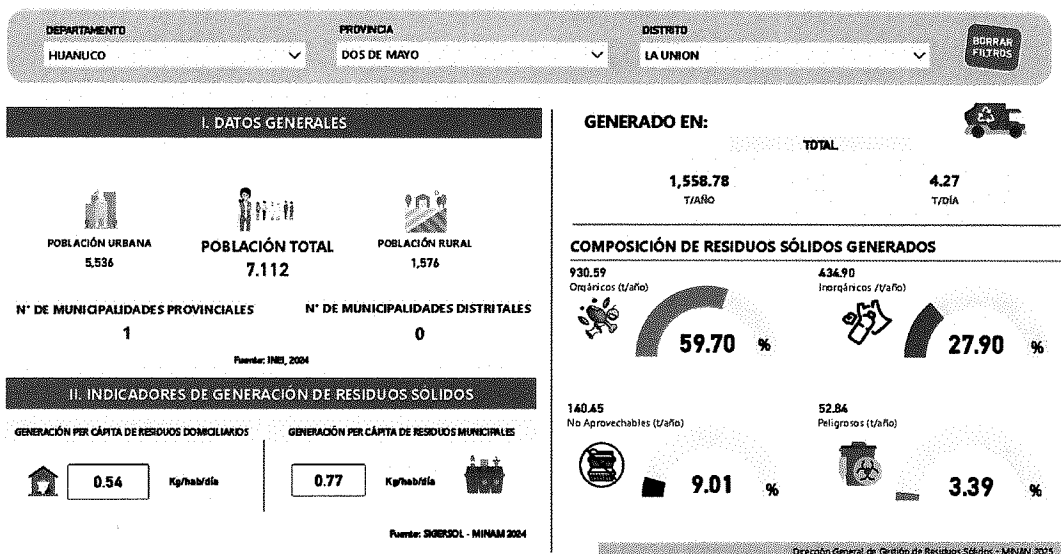 DEPARTAMENTO
HUANUCO
PROVINCIA
DOS DE MAYO
DISTRITO
LA UNION
BORRAR
FILTROS
I. DATOS GENERALES
POBLACIÓN URBANA
5,536
POBLACIÓN TOTAL
7.112
POBLACIÓN RURAL
1,576
N° DE MUNICIPALIDADES PROVINCIALES
1
N° DE MUNICIPALIDADES DISTRITALES
0
Fuente: INEI, 2024
II. INDICADORES DE GENERACIÓN DE RESIDUOS SÓLIDOS
GENERACIÓN PER CÁPITA DE RESIDUOS DOMICILIARIOS
0.54
Kg/hab/día
GENERACIÓN PER CÁPITA DE RESIDUOS MUNICIPALES
0.77
Kg/hab/día
Fuente: SIGERSOL - MINAM 2024
GENERADO EN:
TOTAL
1,558.78
T/AÑO
4.27
T/DÍA
COMPOSICIÓN DE RESIDUOS SÓLIDOS GENERADOS
930.59
Orgánicos (t/año)
59.70 %
434.90
Inorgánicos /t/año)
27.90 %
140.45
No Aprovechables (t/año)
9.01 %
52.84
Peligrosos (t/año)
3.39 %
Dirección General de Gestión de Residuos Sólidos - MINAN 2025